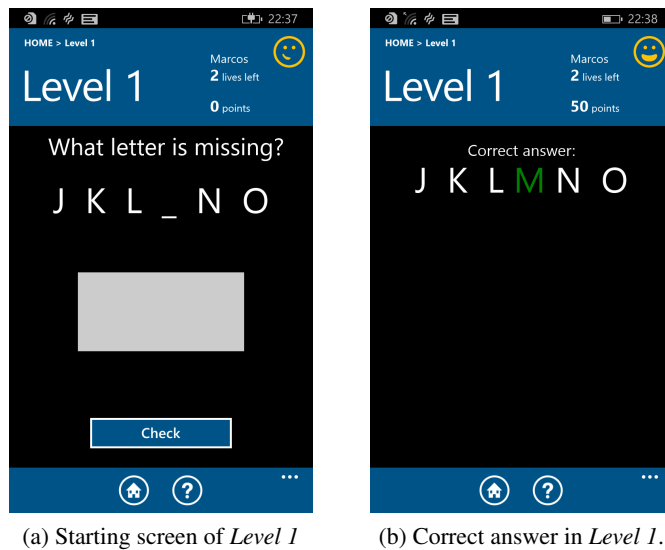 22:37
HOME > Level 1
Level 1
Marcos
2 lives left
0 points
What letter is missing?
J K L _ N O
Check
?
(a) Starting screen of Level 1
22:38
HOME > Level 1
Level 1
Marcos
2 lives left
50 points
Correct answer:
J K L M N O
?
(b) Correct answer in Level 1.